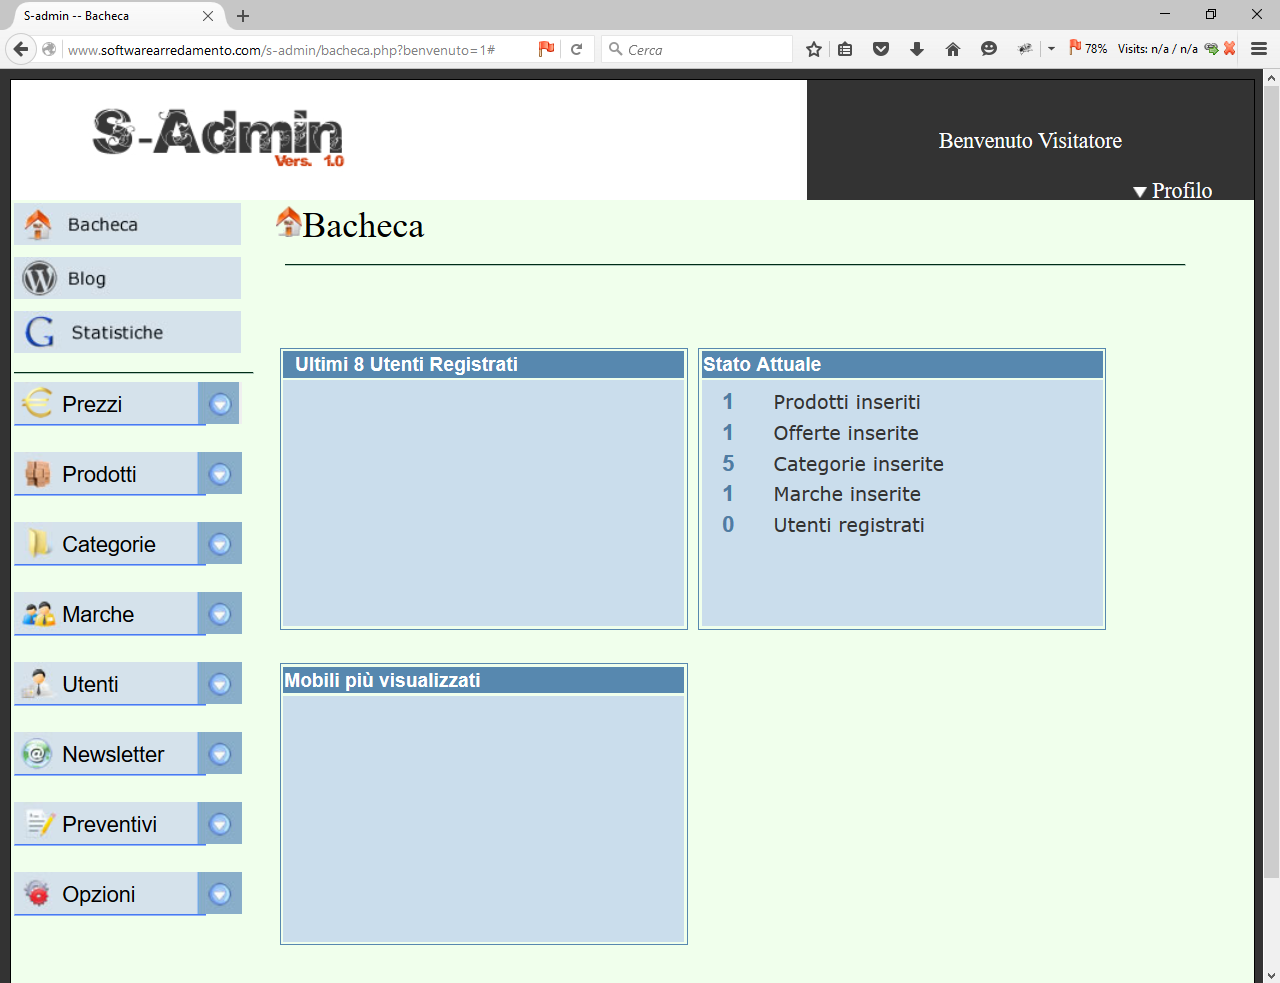 S-admin -- Bacheca
www.softwarearredamento.com/s-admin/bacheca.php?benvenuto=1#
Cerca
78%
Visits: n/a / n/a
S-Admin
Vers. 1.0
Benvenuto Visitatore
Profilo
Bacheca
Blog
Statistiche
Prezzi
Prodotti
Categorie
Marche
Utenti
Newsletter
Preventivi
Opzioni
Bacheca
Ultimi 8 Utenti Registrati
Stato Attuale
1 Prodotti inseriti
1 Offerte inserite
5 Categorie inserite
1 Marche inserite
0 Utenti registrati
Mobili più visualizzati